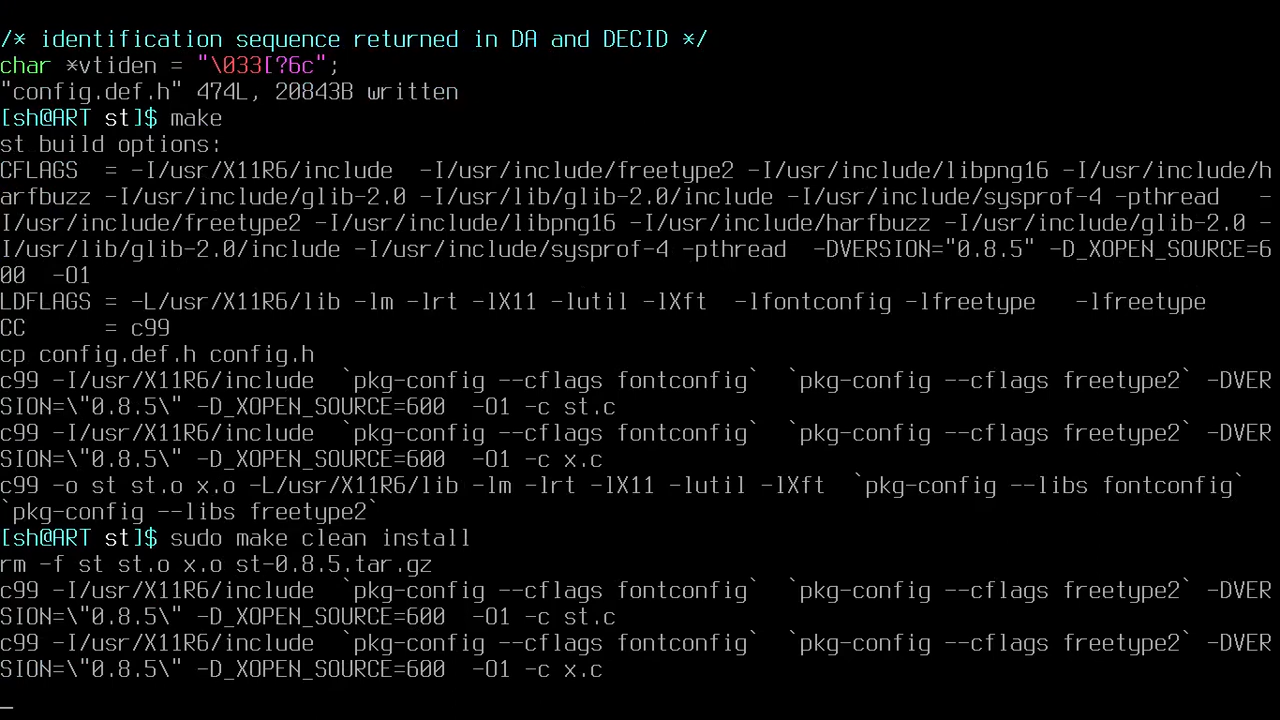 /* identification sequence returned in DA and DECID */
char *vtiden = "\033[?6c";
"config.def.h" 474L, 20843B written
[sh@ART st]$ make
st build options:
CFLAGS  = -I/usr/X11R6/include  -I/usr/include/freetype2 -I/usr/include/libpng16 -I/usr/include/h
arfbuzz -I/usr/include/glib-2.0 -I/usr/lib/glib-2.0/include -I/usr/include/sysprof-4 -pthread   -
I/usr/include/freetype2 -I/usr/include/libpng16 -I/usr/include/harfbuzz -I/usr/include/glib-2.0 -
I/usr/lib/glib-2.0/include -I/usr/include/sysprof-4 -pthread  -DVERSION="0.8.5" -D_XOPEN_SOURCE=6
00  -O1
LDFLAGS = -L/usr/X11R6/lib -lm -lrt -lX11 -lutil -lXft  -lfontconfig -lfreetype   -lfreetype
CC      = c99
cp config.def.h config.h
c99 -I/usr/X11R6/include  `pkg-config --cflags fontconfig`  `pkg-config --cflags freetype2` -DVER
SION=\"0.8.5\" -D_XOPEN_SOURCE=600  -O1 -c st.c
c99 -I/usr/X11R6/include  `pkg-config --cflags fontconfig`  `pkg-config --cflags freetype2` -DVER
SION=\"0.8.5\" -D_XOPEN_SOURCE=600  -O1 -c x.c
c99 -o st st.o x.o -L/usr/X11R6/lib -lm -lrt -lX11 -lutil -lXft  `pkg-config --libs fontconfig`
`pkg-config --libs freetype2`
[sh@ART st]$ sudo make clean install
rm -f st st.o x.o st-0.8.5.tar.gz
c99 -I/usr/X11R6/include  `pkg-config --cflags fontconfig`  `pkg-config --cflags freetype2` -DVER
SION=\"0.8.5\" -D_XOPEN_SOURCE=600  -O1 -c st.c
c99 -I/usr/X11R6/include  `pkg-config --cflags fontconfig`  `pkg-config --cflags freetype2` -DVER
SION=\"0.8.5\" -D_XOPEN_SOURCE=600  -O1 -c x.c